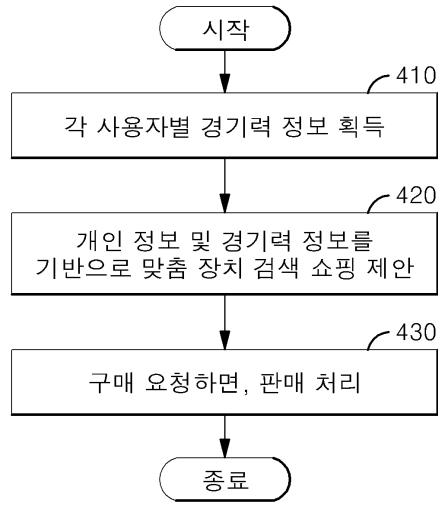 시작
410
각 사용자별 경기력 정보 획득
420
개인 정보 및 경기력 정보를
기반으로 맞춤 장치 검색 쇼핑 제안
430
구매 요청하면, 판매 처리
종료